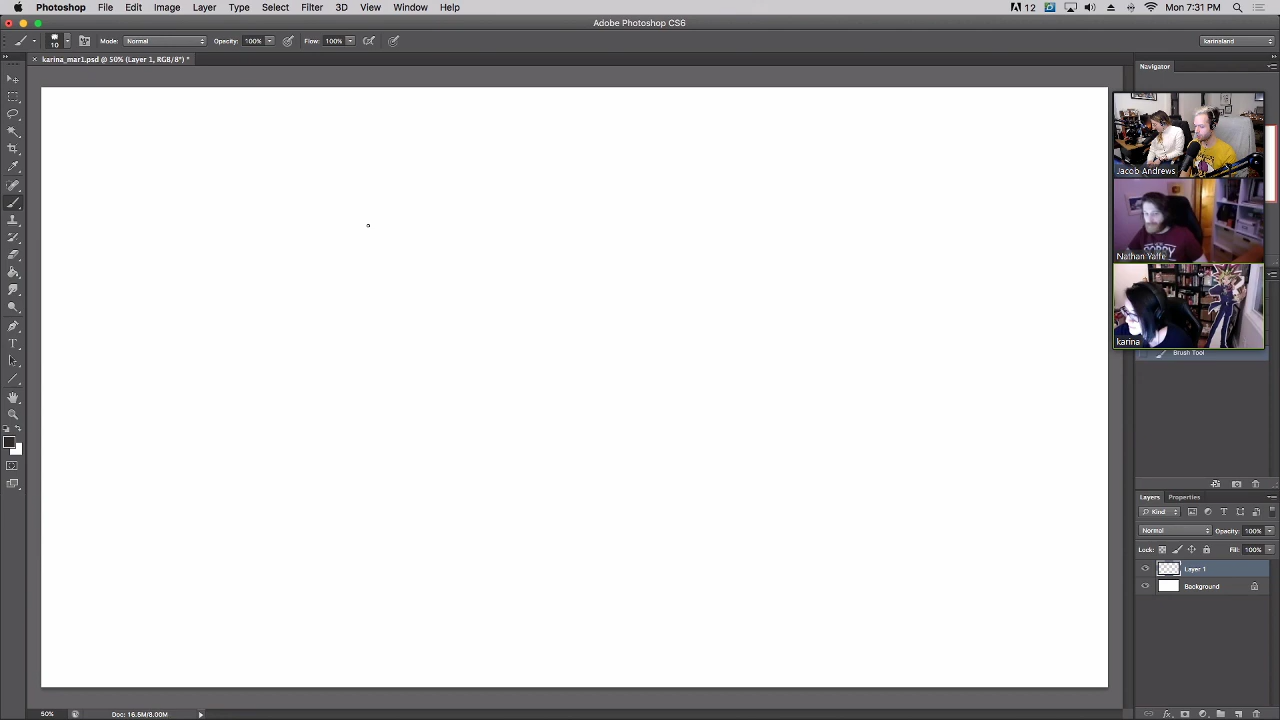 Photoshop File Edit Image Layer Type Select Filter 3D View Window Help 12 Mon 7:31 PM
Adobe Photoshop CS6
10 Mode: Normal Opacity: 100% Flow: 100% karinaland
karina_mar1.psd @ 50% (Layer 1, RGB/8*) *
Navigator
Jacob Andrews
Nathan Yaffe
karina
Brush Tool
Layers Properties
Kind
Normal Opacity: 100%
Lock: Fill: 100%
Layer 1
Background
50% Doc: 16.5M/8.00M